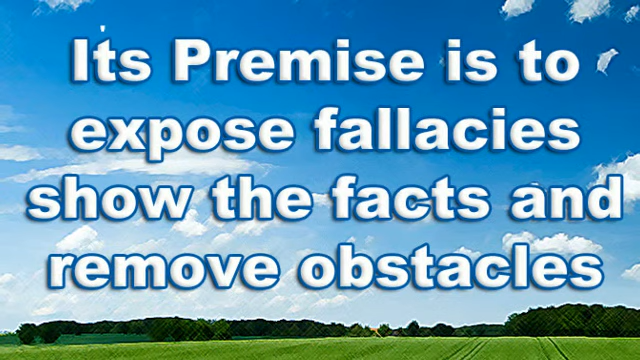 Its Premise is to
expose fallacies
show the facts and
remove obstacles